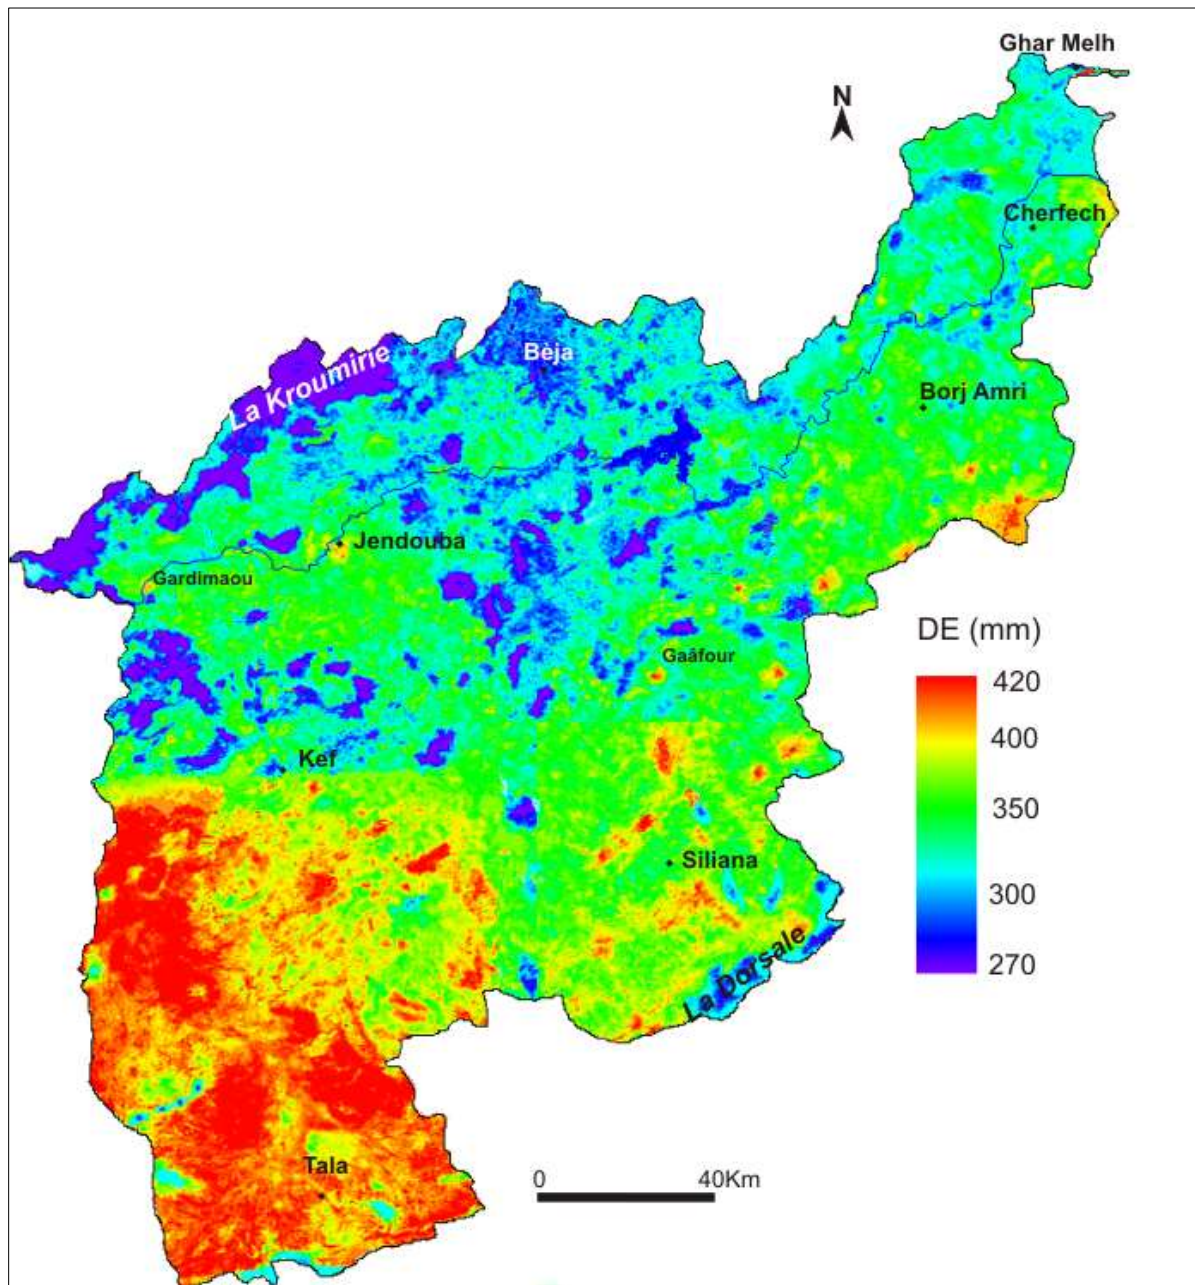 Ghar Melh
N
Cherfech
Bèja
La Kroumirie
Borj Amri
Jendouba
Gardimaou
DE (mm)
Gaâfour
420
400
Kef
350
Siliana
300
La Dorsale
270
Tala
0 40Km